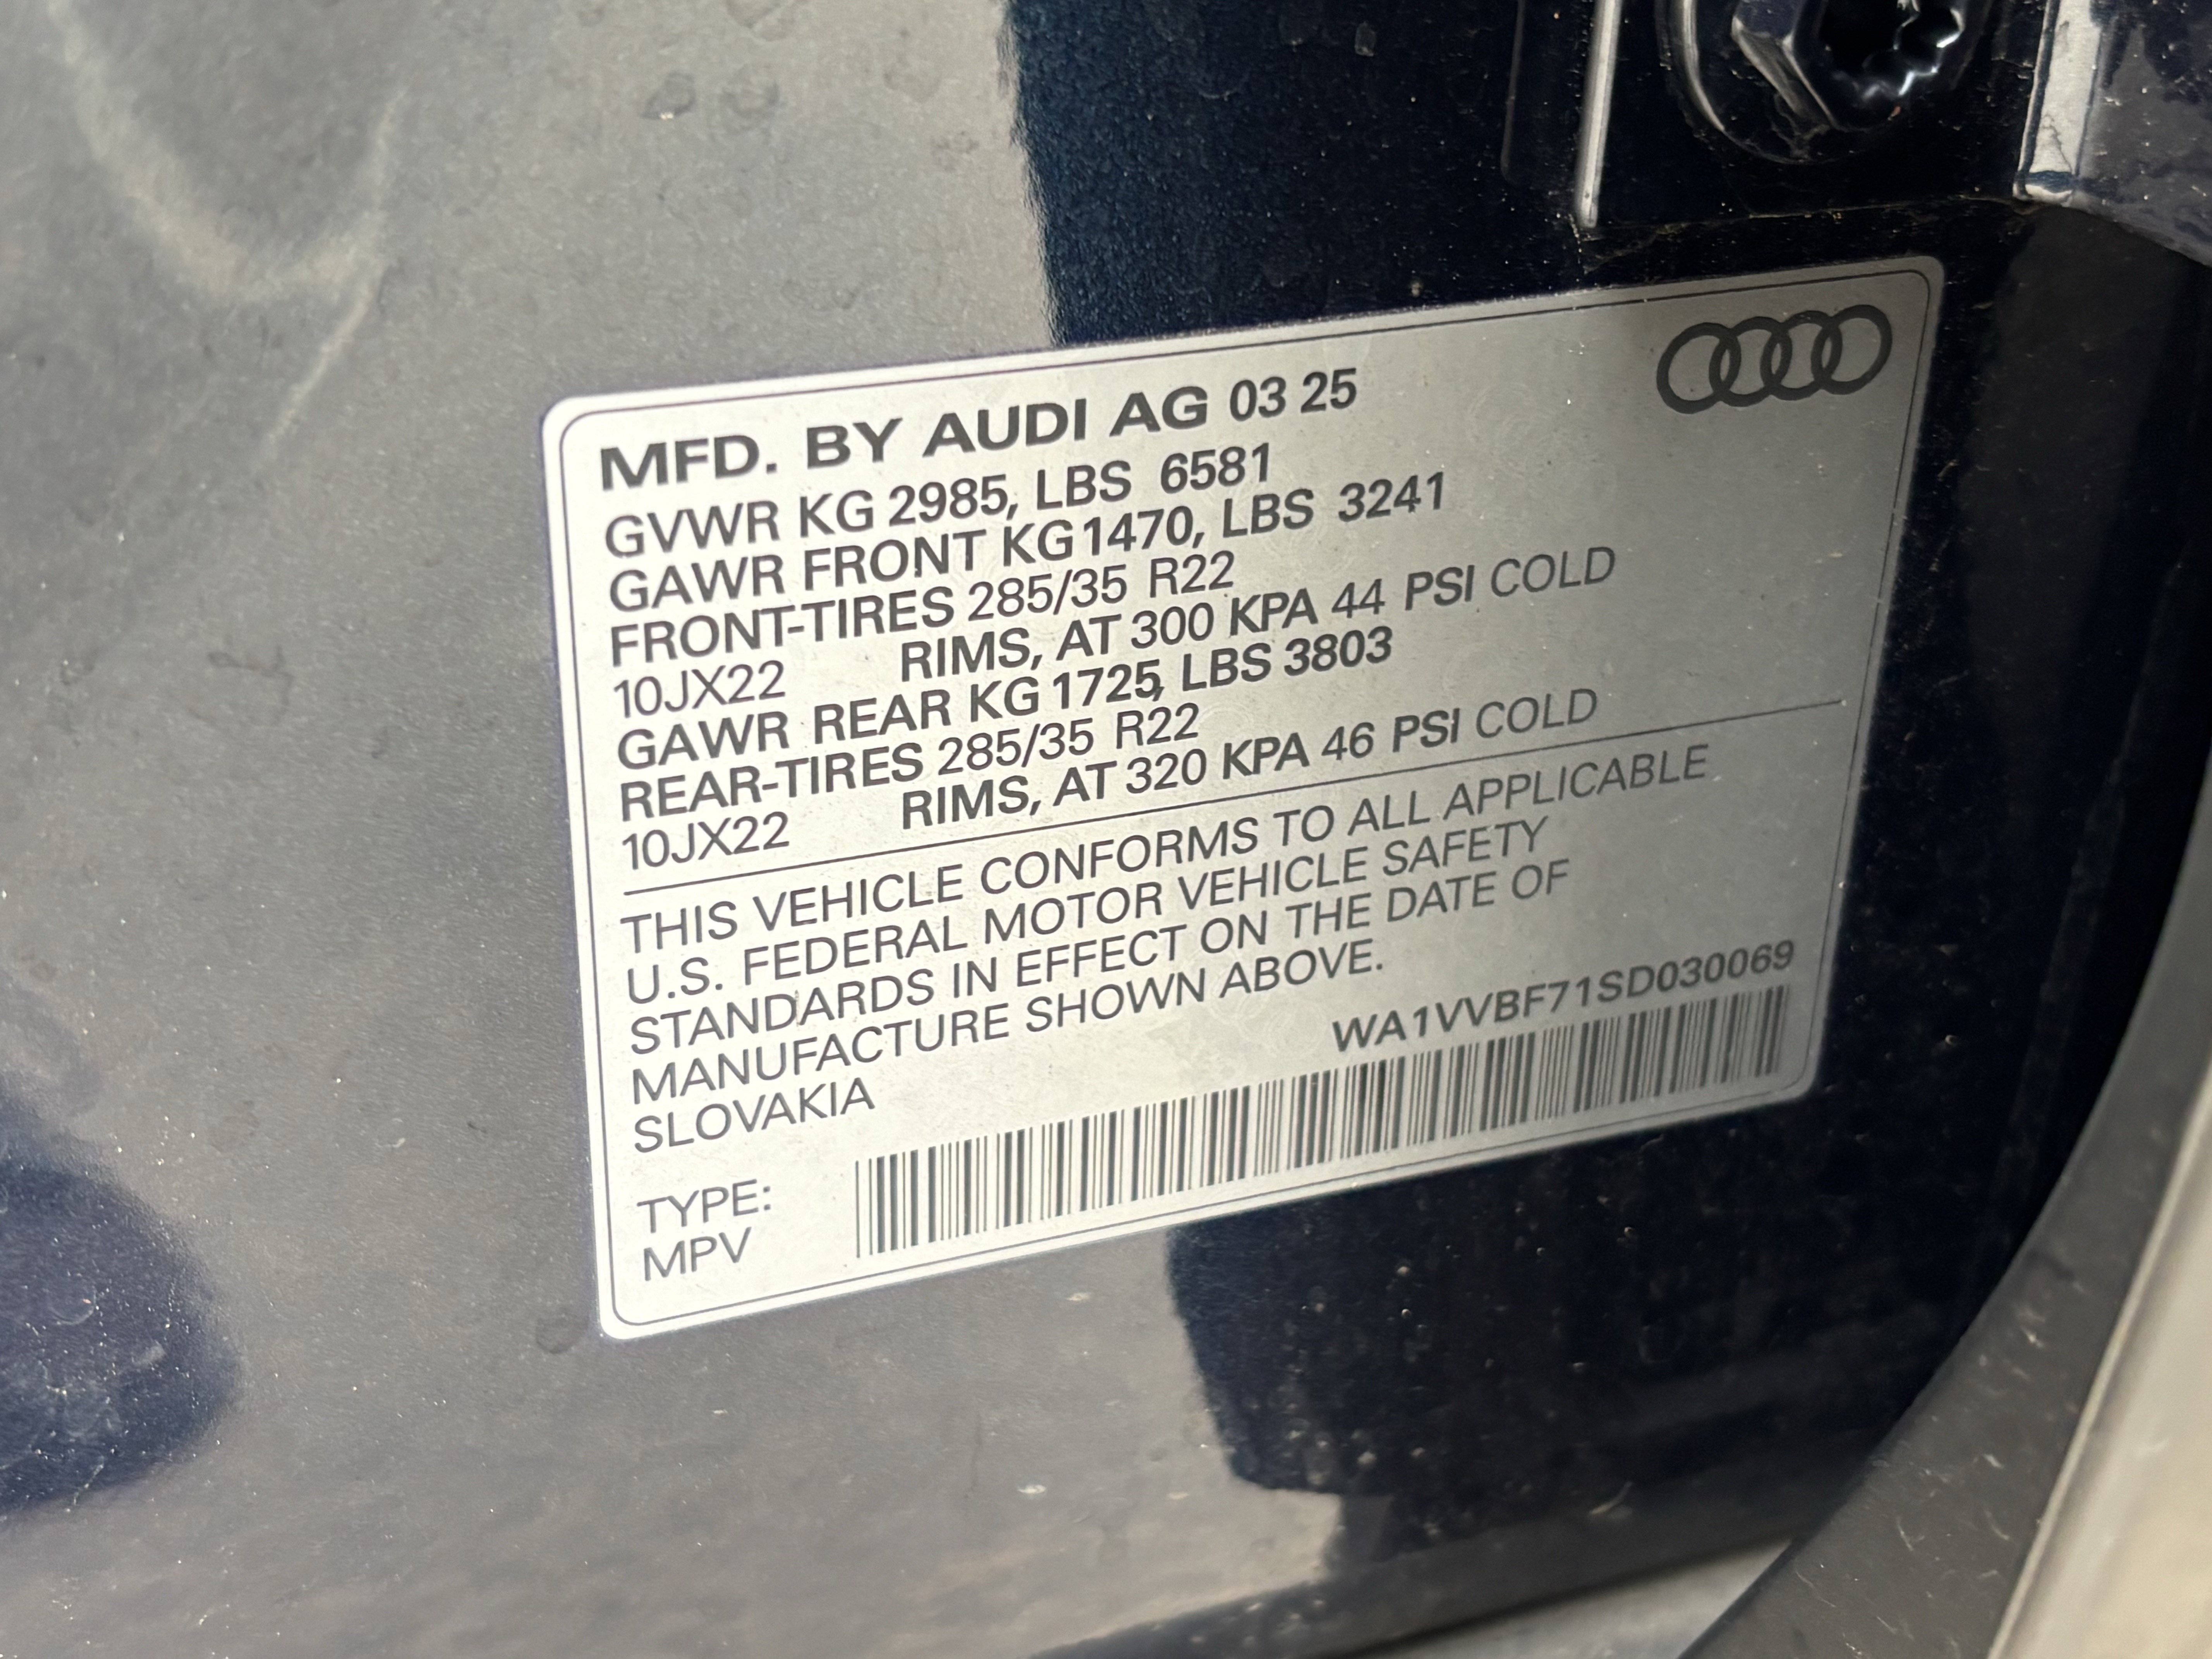 MFD. BY AUDI AG 03 25
GVWR KG 2985, LBS 6581
GAWR FRONT KG 1470, LBS 3241
FRONT-TIRES 285/35 R22
10JX22 RIMS, AT 300 KPA 44 PSI COLD
GAWR REAR KG 1725, LBS 3803
REAR-TIRES 285/35 R22
10JX22 RIMS, AT 320 KPA 46 PSI COLD
THIS VEHICLE CONFORMS TO ALL APPLICABLE
U.S. FEDERAL MOTOR VEHICLE SAFETY
STANDARDS IN EFFECT ON THE DATE OF
MANUFACTURE SHOWN ABOVE.
SLOVAKIA
WA1VVBF71SD030069
TYPE:
MPV